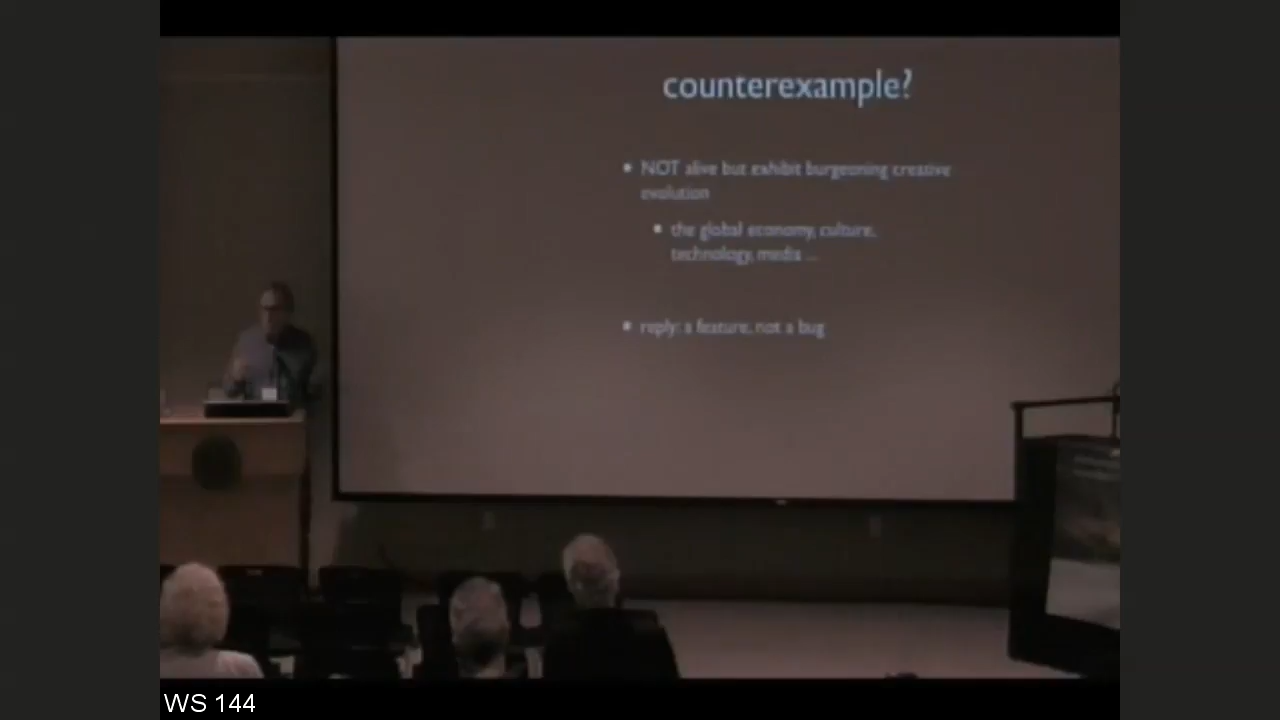 counterexample?
• NOT alive but exhibit burgeoning creative
evolution
• the global economy, culture,
technology, media ...
• reply: a feature, not a bug
WS 144